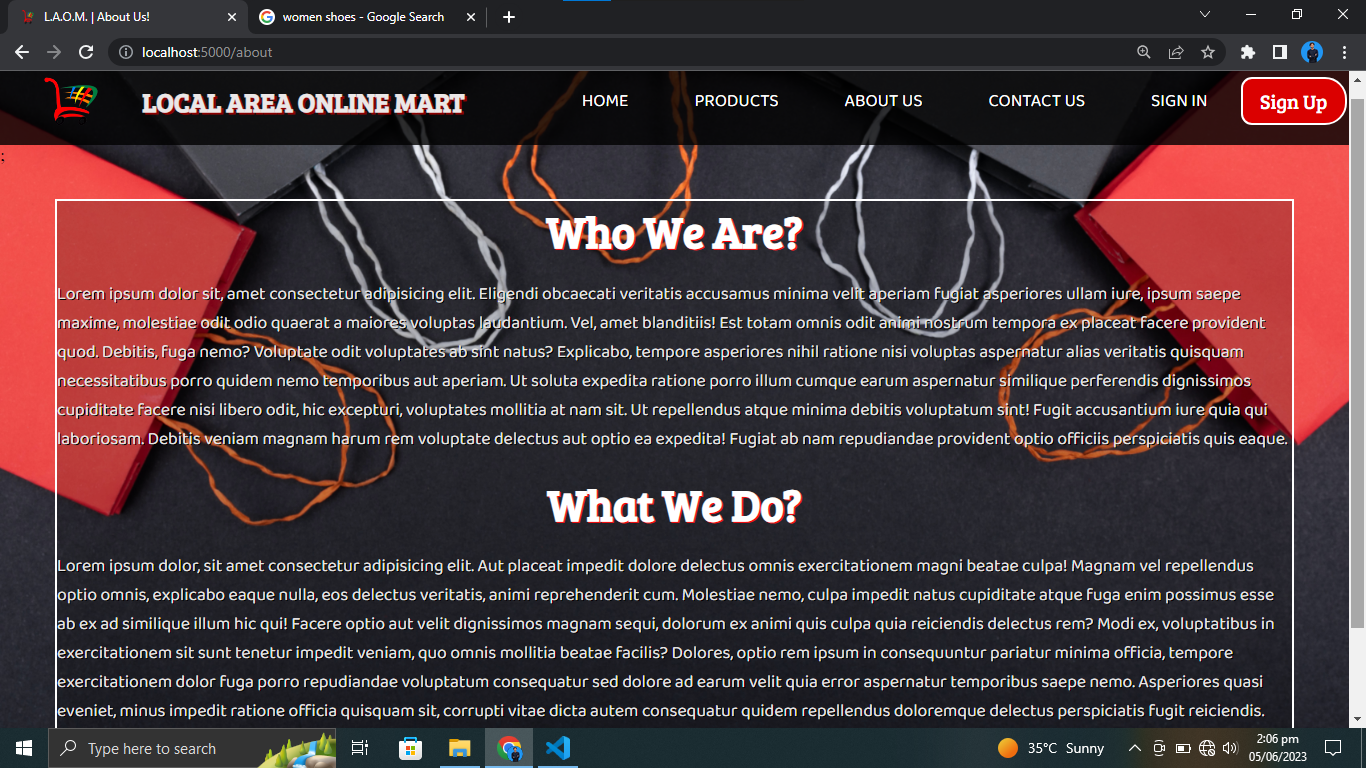 L.A.O.M. | About Us!
women shoes - Google Search
localhost:5000/about
LOCAL AREA ONLINE MART
HOME
PRODUCTS
ABOUT US
CONTACT US
SIGN IN
Sign Up
;
Who We Are?
Lorem ipsum dolor sit, amet consectetur adipisicing elit. Eligendi obcaecati veritatis accusamus minima velit aperiam fugiat asperiores ullam iure, ipsum saepe
maxime, molestiae odit odio quaerat a maiores voluptas laudantium. Vel, amet blanditiis! Est totam omnis odit animi nostrum tempora ex placeat facere provident
quod. Debitis, fuga nemo? Voluptate odit voluptates ab sint natus? Explicabo, tempore asperiores nihil ratione nisi voluptas aspernatur alias veritatis quisquam
necessitatibus porro quidem nemo temporibus aut aperiam. Ut soluta expedita ratione porro illum cumque earum aspernatur similique perferendis dignissimos
cupiditate facere nisi libero odit, hic excepturi, voluptates mollitia at nam sit. Ut repellendus atque minima debitis voluptatum sint! Fugit accusantium iure quia qui
laboriosam. Debitis veniam magnam harum rem voluptate delectus aut optio ea expedita! Fugiat ab nam repudiandae provident optio officiis perspiciatis quis eaque.
What We Do?
Lorem ipsum dolor, sit amet consectetur adipisicing elit. Aut placeat impedit dolore delectus omnis exercitationem magni beatae culpa! Magnam vel repellendus
optio omnis, explicabo eaque nulla, eos delectus veritatis, animi reprehenderit cum. Molestiae nemo, culpa impedit natus cupiditate atque fuga enim possimus esse
ab ex ad similique illum hic qui! Facere optio aut velit dignissimos magnam sequi, dolorum ex animi quis culpa quia reiciendis delectus rem? Modi ex, voluptatibus in
exercitationem sit sunt tenetur impedit veniam, quo omnis mollitia beatae facilis? Dolores, optio rem ipsum in consequuntur pariatur minima officia, tempore
exercitationem dolor fuga porro repudiandae voluptatum consequatur sed dolore ad earum velit quia error aspernatur temporibus saepe nemo. Asperiores quasi
eveniet, minus impedit ratione officia quisquam sit, corrupti vitae dicta autem consequatur quidem repellendus doloremque delectus perspiciatis fugit reiciendis.
Type here to search
35°C Sunny
2:06 pm
05/06/2023